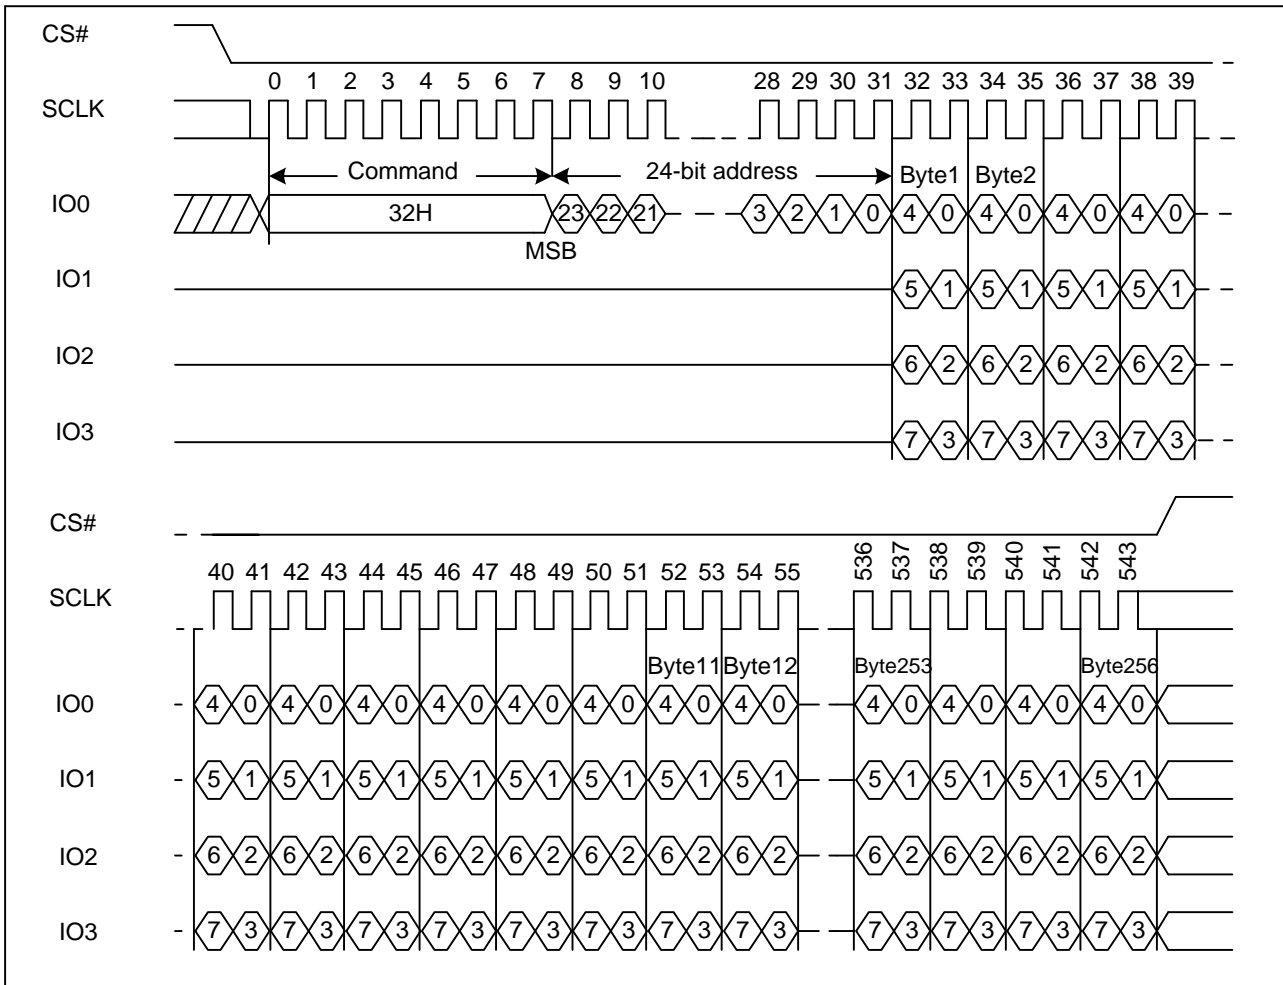 CS#
0 1 2 3 4 5 6 7 8 9 10 28 29 30 31 32 33 34 35 36 37 38 39
SCLK
Command 24-bit address Byte1 Byte2
IO0 32H 23 22 21 3 2 1 0 4 0 4 0 4 0 4 0
MSB
IO1 5 1 5 1 5 1 5 1
IO2 6 2 6 2 6 2 6 2
IO3 7 3 7 3 7 3 7 3
CS#
40 41 42 43 44 45 46 47 48 49 50 51 52 53 54 55 536 537 538 539 540 541 542 543
SCLK
Byte11 Byte12 Byte253 Byte256
IO0 4 0 4 0 4 0 4 0 4 0 4 0 4 0 4 0 4 0 4 0 4 0 4 0
IO1 5 1 5 1 5 1 5 1 5 1 5 1 5 1 5 1 5 1 5 1 5 1 5 1
IO2 6 2 6 2 6 2 6 2 6 2 6 2 6 2 6 2 6 2 6 2 6 2 6 2
IO3 7 3 7 3 7 3 7 3 7 3 7 3 7 3 7 3 7 3 7 3 7 3 7 3